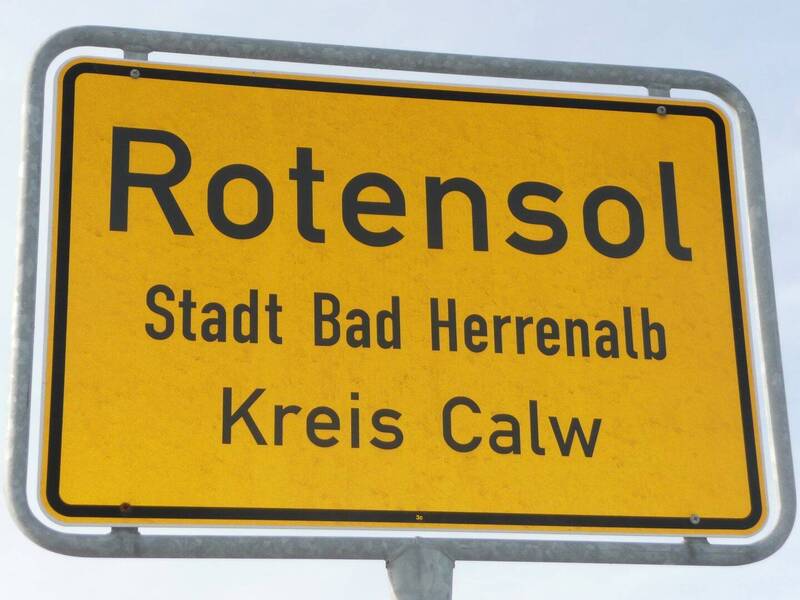 Rotensol
Stadt Bad Herrenalb
Kreis Calw